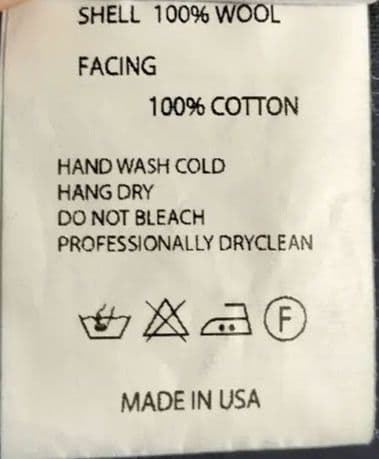 SHELL 100% WOOL
FACING
100% COTTON
HAND WASH COLD
HANG DRY
DO NOT BLEACH
PROFESSIONALLY DRYCLEAN
F
MADE IN USA